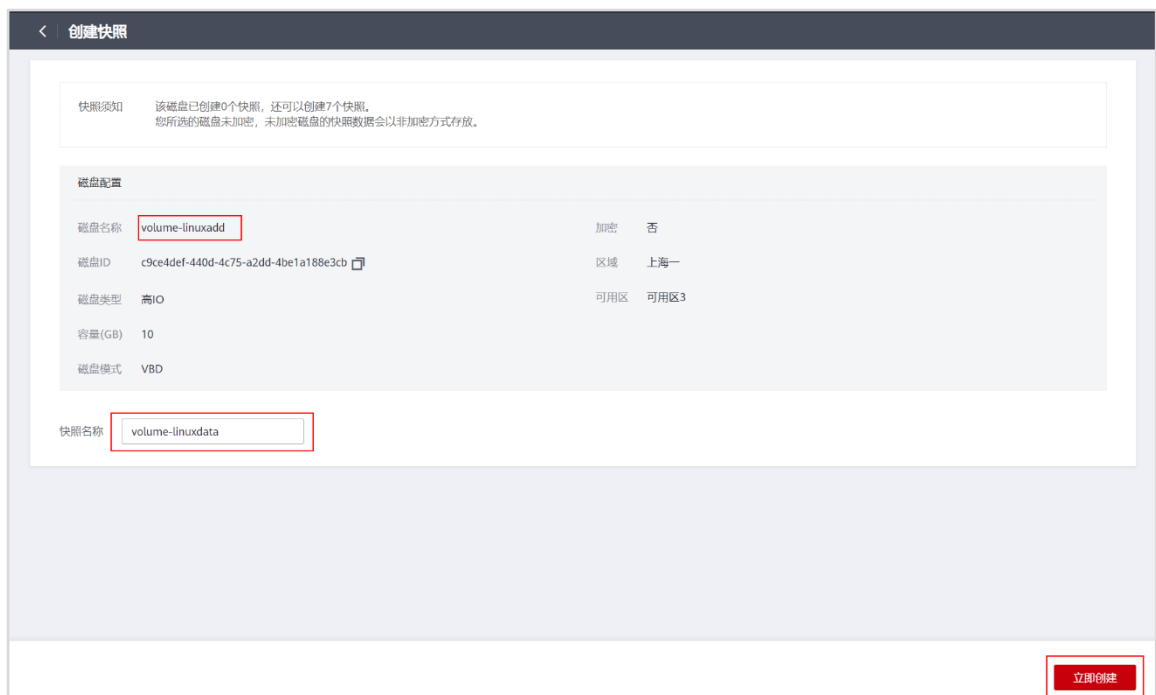 创建快照
快照须知 该磁盘已创建0个快照，还可以创建7个快照。
您所选的磁盘未加密，未加密磁盘的快照数据会以非加密方式存放。
磁盘配置
磁盘名称 volume-linuxadd 加密 否
磁盘ID c9ce4def-440d-4c75-a2dd-4be1a188e3cb 区域 上海一
磁盘类型 高IO 可用区 可用区3
容量(GB) 10
磁盘模式 VBD
快照名称 volume-linuxdata
立即创建